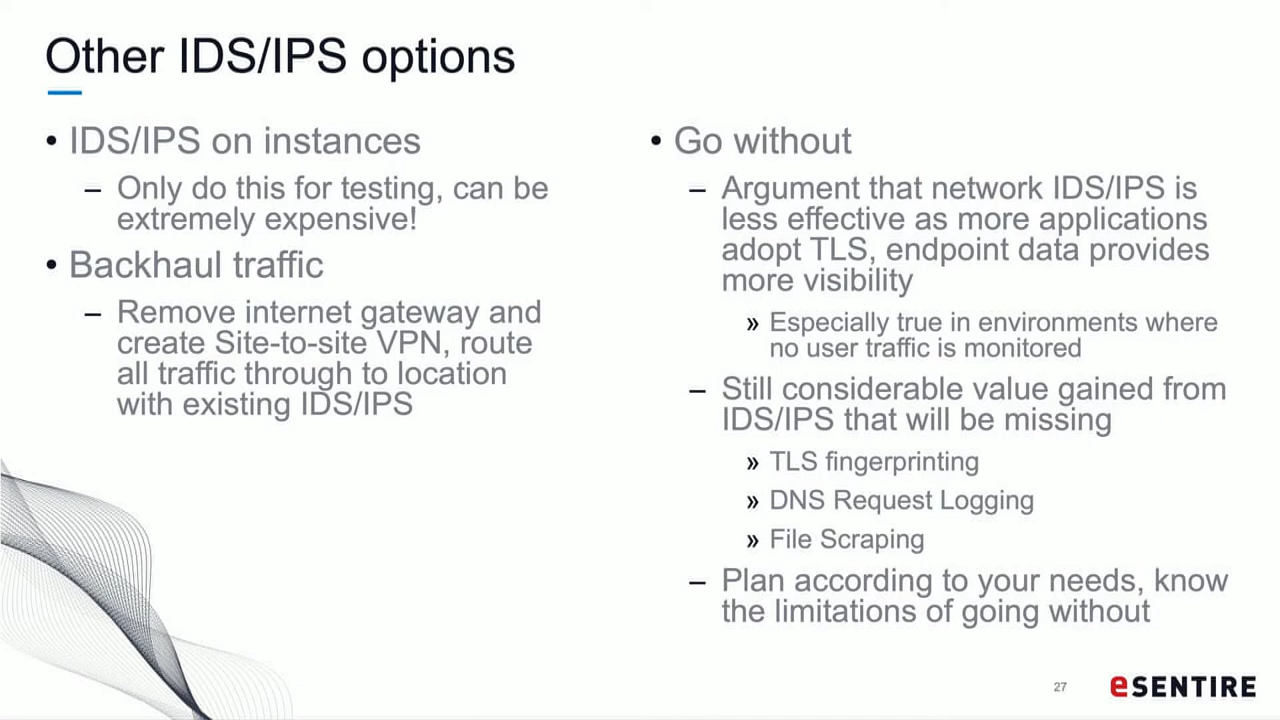 Other IDS/IPS options
• IDS/IPS on instances
– Only do this for testing, can be
extremely expensive!
• Backhaul traffic
– Remove internet gateway and
create Site-to-site VPN, route
all traffic through to location
with existing IDS/IPS
• Go without
– Argument that network IDS/IPS is
less effective as more applications
adopt TLS, endpoint data provides
more visibility
» Especially true in environments where
no user traffic is monitored
– Still considerable value gained from
IDS/IPS that will be missing
» TLS fingerprinting
» DNS Request Logging
» File Scraping
– Plan according to your needs, know
the limitations of going without
27
eSENTIRE